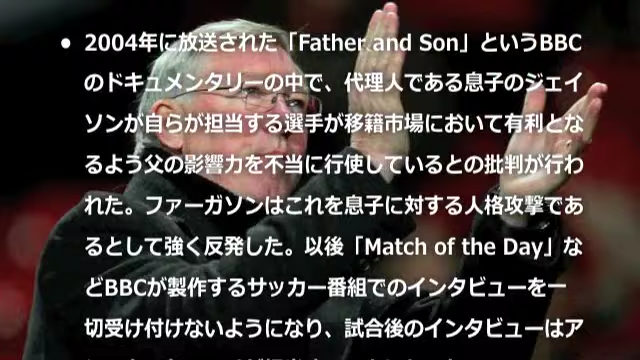 ● 2004年に放送された「Father and Son」というBBC
のドキュメンタリーの中で、代理人である息子のジェイ
ソンが自らが担当する選手が移籍市場において有利とな
るよう父の影響力を不当に行使しているとの批判が行わ
れた。ファーガソンはこれを息子に対する人格攻撃であ
るとして強く反発した。以後「Match of the Day」な
どBBCが製作するサッカー番組でのインタビューを一
切受け付けないようになり、試合後のインタビューはア